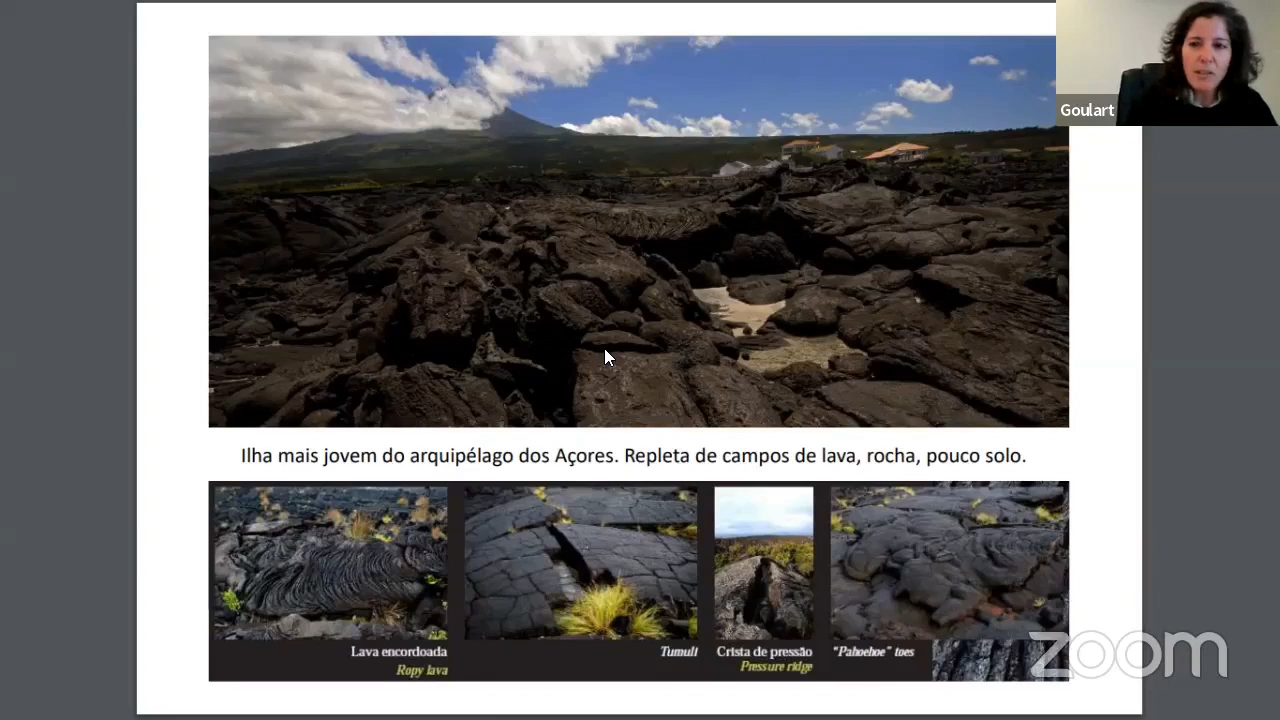 Goulart
Ilha mais jovem do arquipélago dos Açores. Repleta de campos de lava, rocha, pouco solo.
Lava encordoada
Ropy lava
Tumuli
Crista de pressão
Pressure ridge
"Pahoehoe" toes
zoom